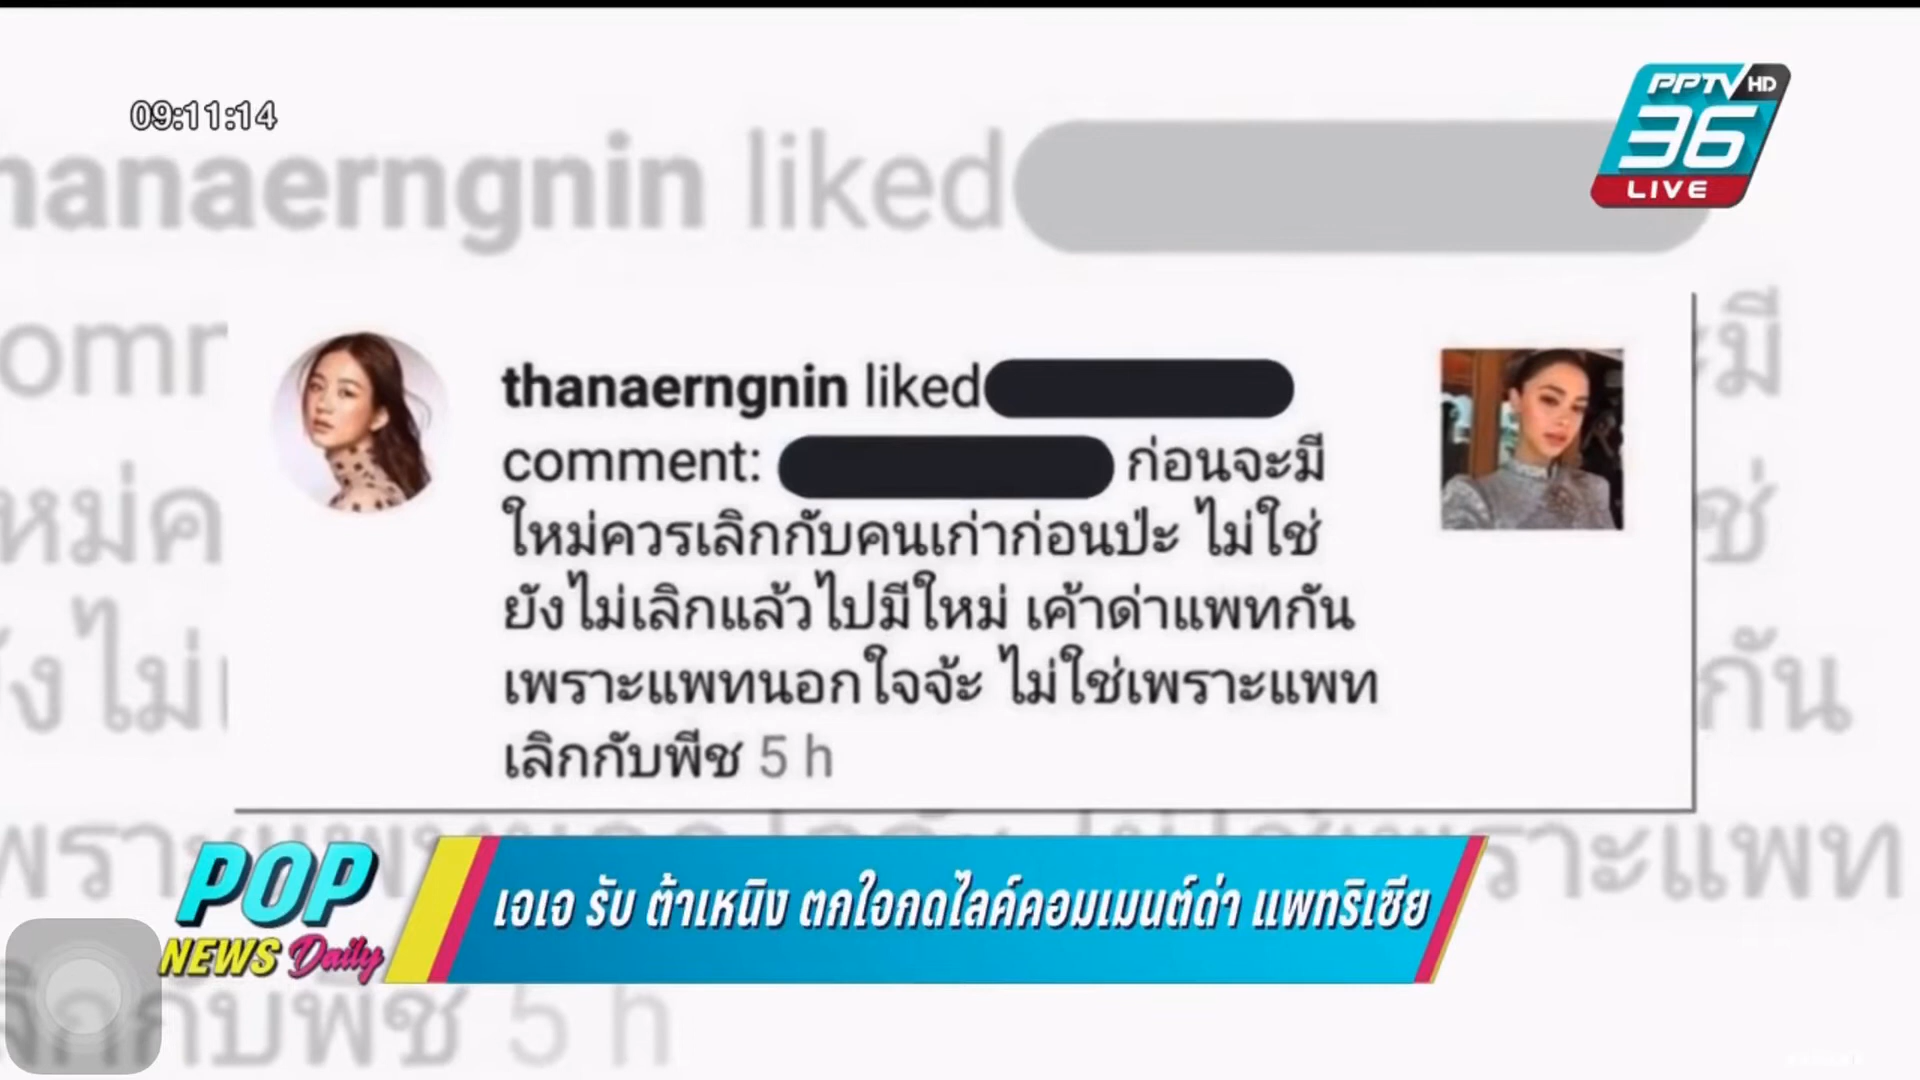 09:11:14
PPTV HD
36
LIVE
hanaerngnin liked
thanaerngnin liked
comment: ก่อนจะมี
ใหม่ควรเลิกกับคนเก่าก่อนป่ะ ไม่ใช่
ยังไม่เลิกแล้วไปมีใหม่ เค้าด่าแพทกัน
เพราะแพทนอกใจจ้ะ ไม่ใช่เพราะแพท
เลิกกับพีช 5 h
POP
NEWS Daily
เจเจ รับ ต้าเหนิง ตกใจกดไลค์คอมเมนต์ด่า แพทริเซีย